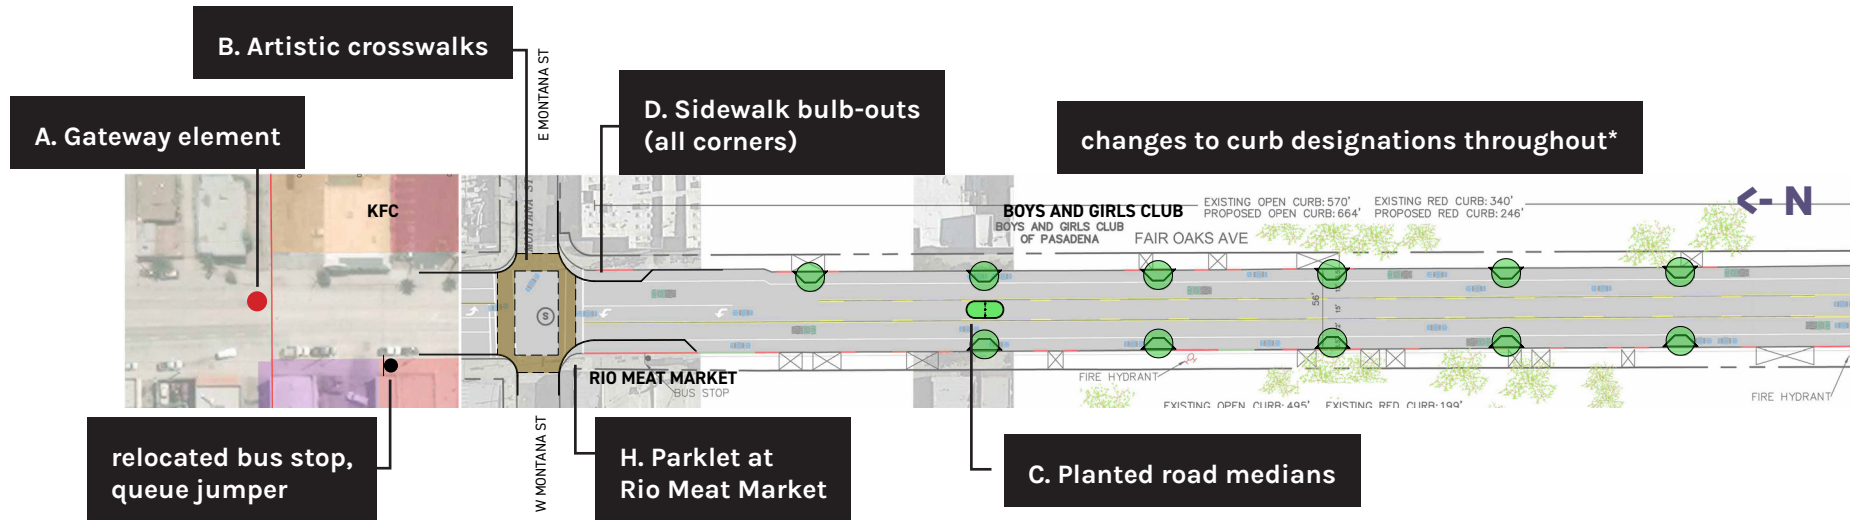 B. Artistic crosswalks
E MONTANA ST
A. Gateway element
D. Sidewalk bulb-outs
(all corners)
changes to curb designations throughout*
MONTANA ST
KFC
BOYS AND GIRLS CLUB
BOYS AND GIRLS CLUB
OF PASADENA
FAIR OAKS AVE
EXISTING OPEN CURB: 570'
PROPOSED OPEN CURB: 664'
EXISTING RED CURB: 340'
PROPOSED RED CURB: 246'
<- N
S
56'
RIO MEAT MARKET
BUS STOP
FIRE HYDRANT
EXISTING OPEN CURB: 495'
EXISTING RED CURB: 199'
FIRE HYDRANT
relocated bus stop,
queue jumper
W MONTANA ST
H. Parklet at
Rio Meat Market
C. Planted road medians